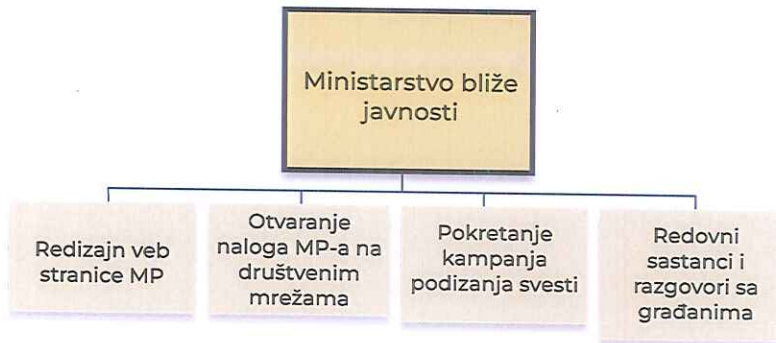 Ministarstvo bliže
javnosti
Redizajn veb
stranice MP
Otvaranje
naloga MP-a na
društvenim
mrežama
Pokretanje
kampanja
podizanja svesti
Redovni
sastanci i
razgovori sa
građanima